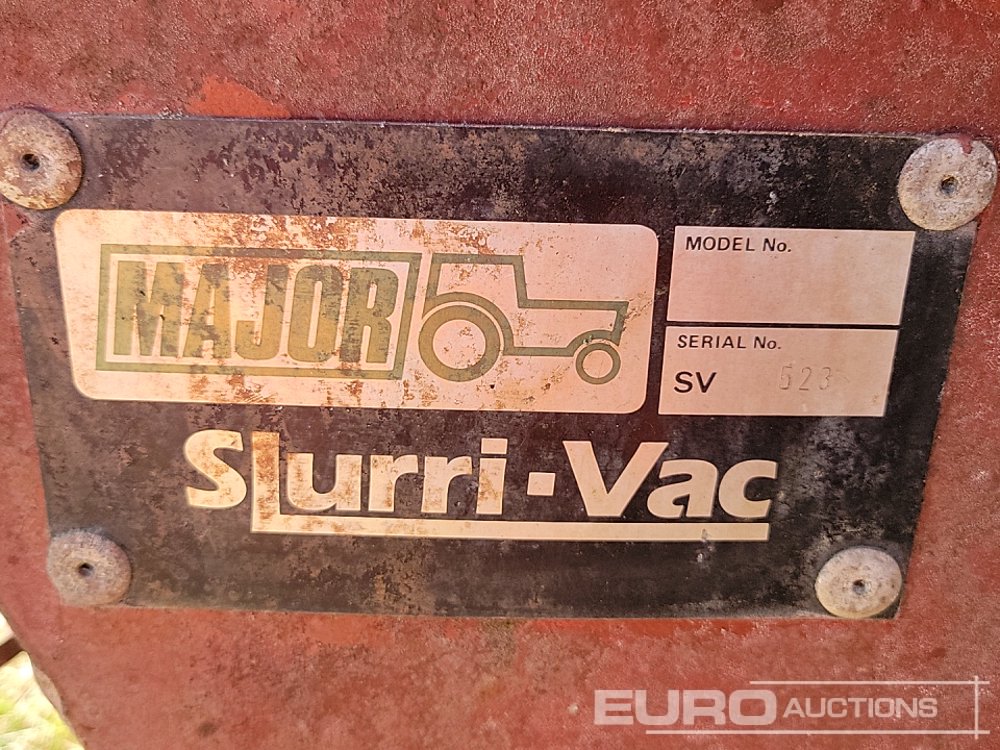 MAJOR
MODEL No.
SERIAL No.
SV 523
Slurri-Vac
EURO AUCTIONS